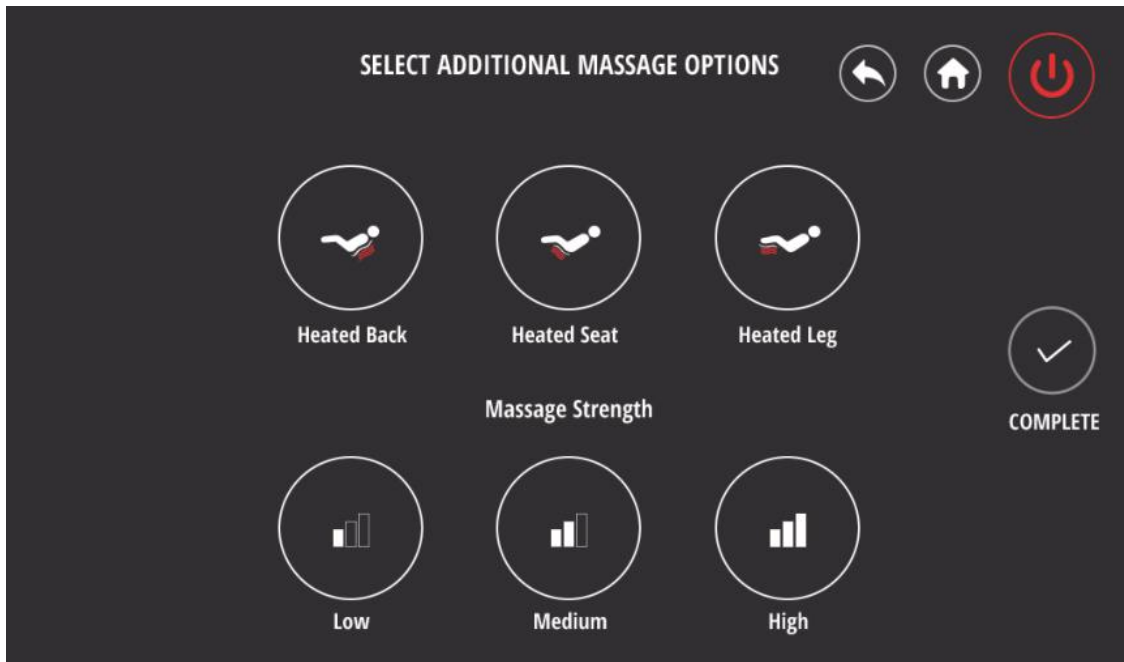 SELECT ADDITIONAL MASSAGE OPTIONS
Heated Back
Heated Seat
Heated Leg
Massage Strength
COMPLETE
Low
Medium
High